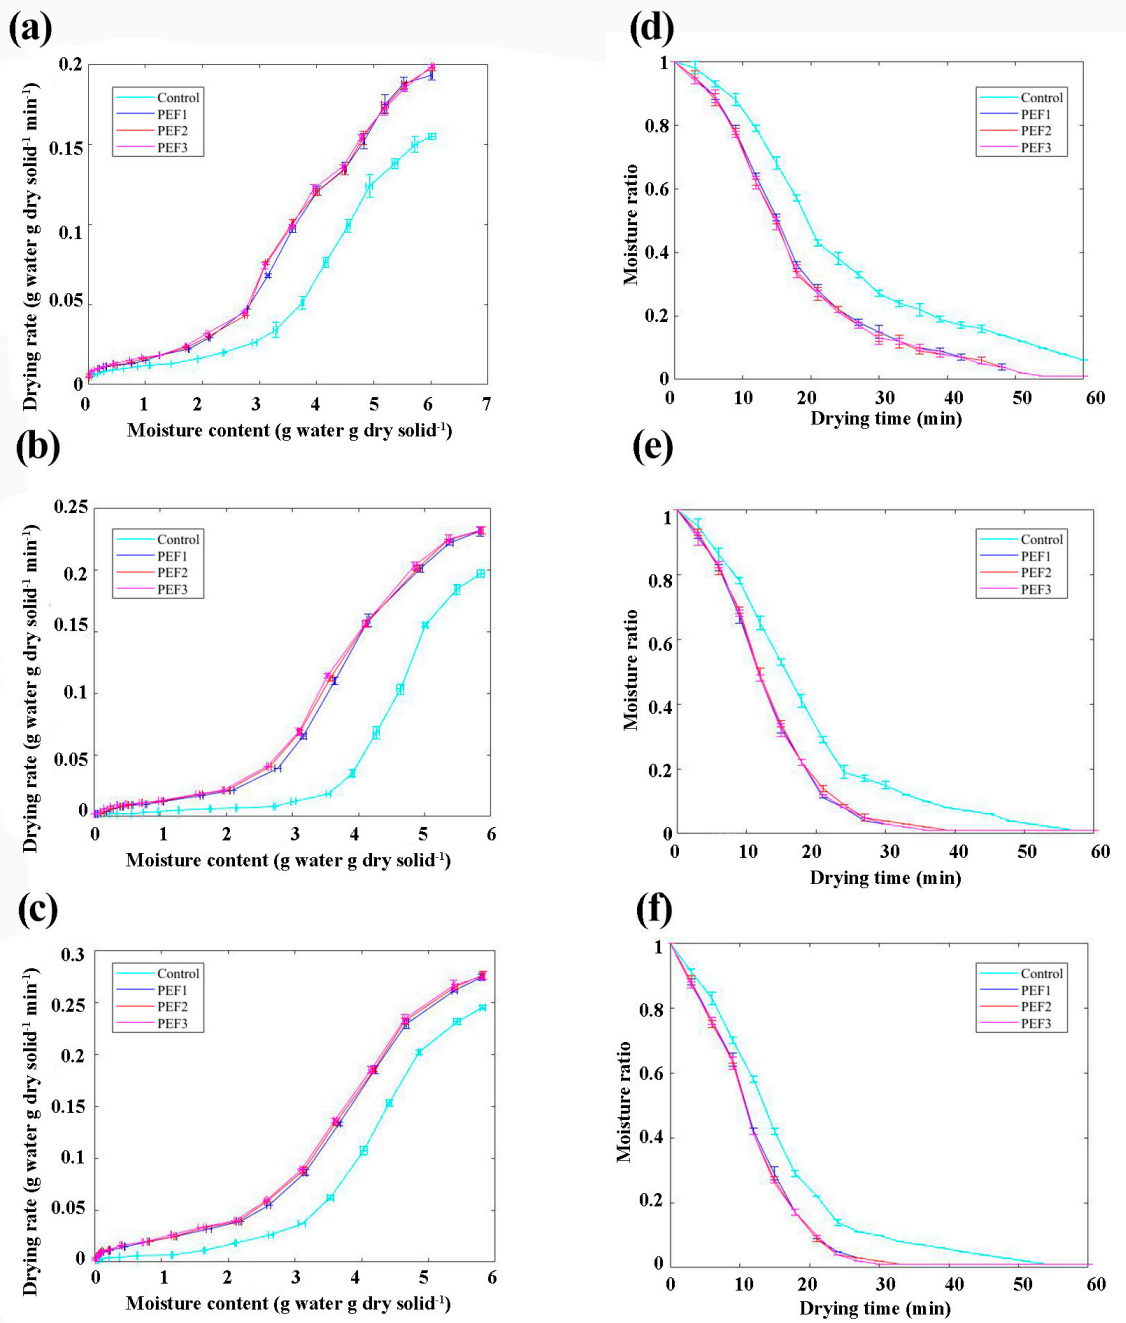 (a)
0.2
0.15
0.1
0.05
0
Drying rate (g water g dry solid-1 min-1)
Control
PEF1
PEF2
PEF3
0 1 2 3 4 5 6 7
Moisture content (g water g dry solid-1)
(d)
1
0.8
0.6
0.4
0.2
0
Moisture ratio
Control
PEF1
PEF2
PEF3
10 20 30 40 50 60
Drying time (min)
(b)
0.25
0.2
0.15
0.1
0.05
0
Drying rate (g water g dry solid-1 min-1)
Control
PEF1
PEF2
PEF3
0 1 2 3 4 5 6
Moisture content (g water g dry solid-1)
(e)
1
0.8
0.6
0.4
0.2
0
Moisture ratio
Control
PEF1
PEF2
PEF3
0 10 20 30 40 50 60
Drying time (min)
(c)
0.3
0.25
0.2
0.15
0.1
0.05
0
Drying rate (g water g dry solid-1 min-1)
Control
PEF1
PEF2
PEF3
0 1 2 3 4 5 6
Moisture content (g water g dry solid-1)
(f)
1
0.8
0.6
0.4
0.2
0
Moisture ratio
Control
PEF1
PEF2
PEF3
0 10 20 30 40 50 60
Drying time (min)